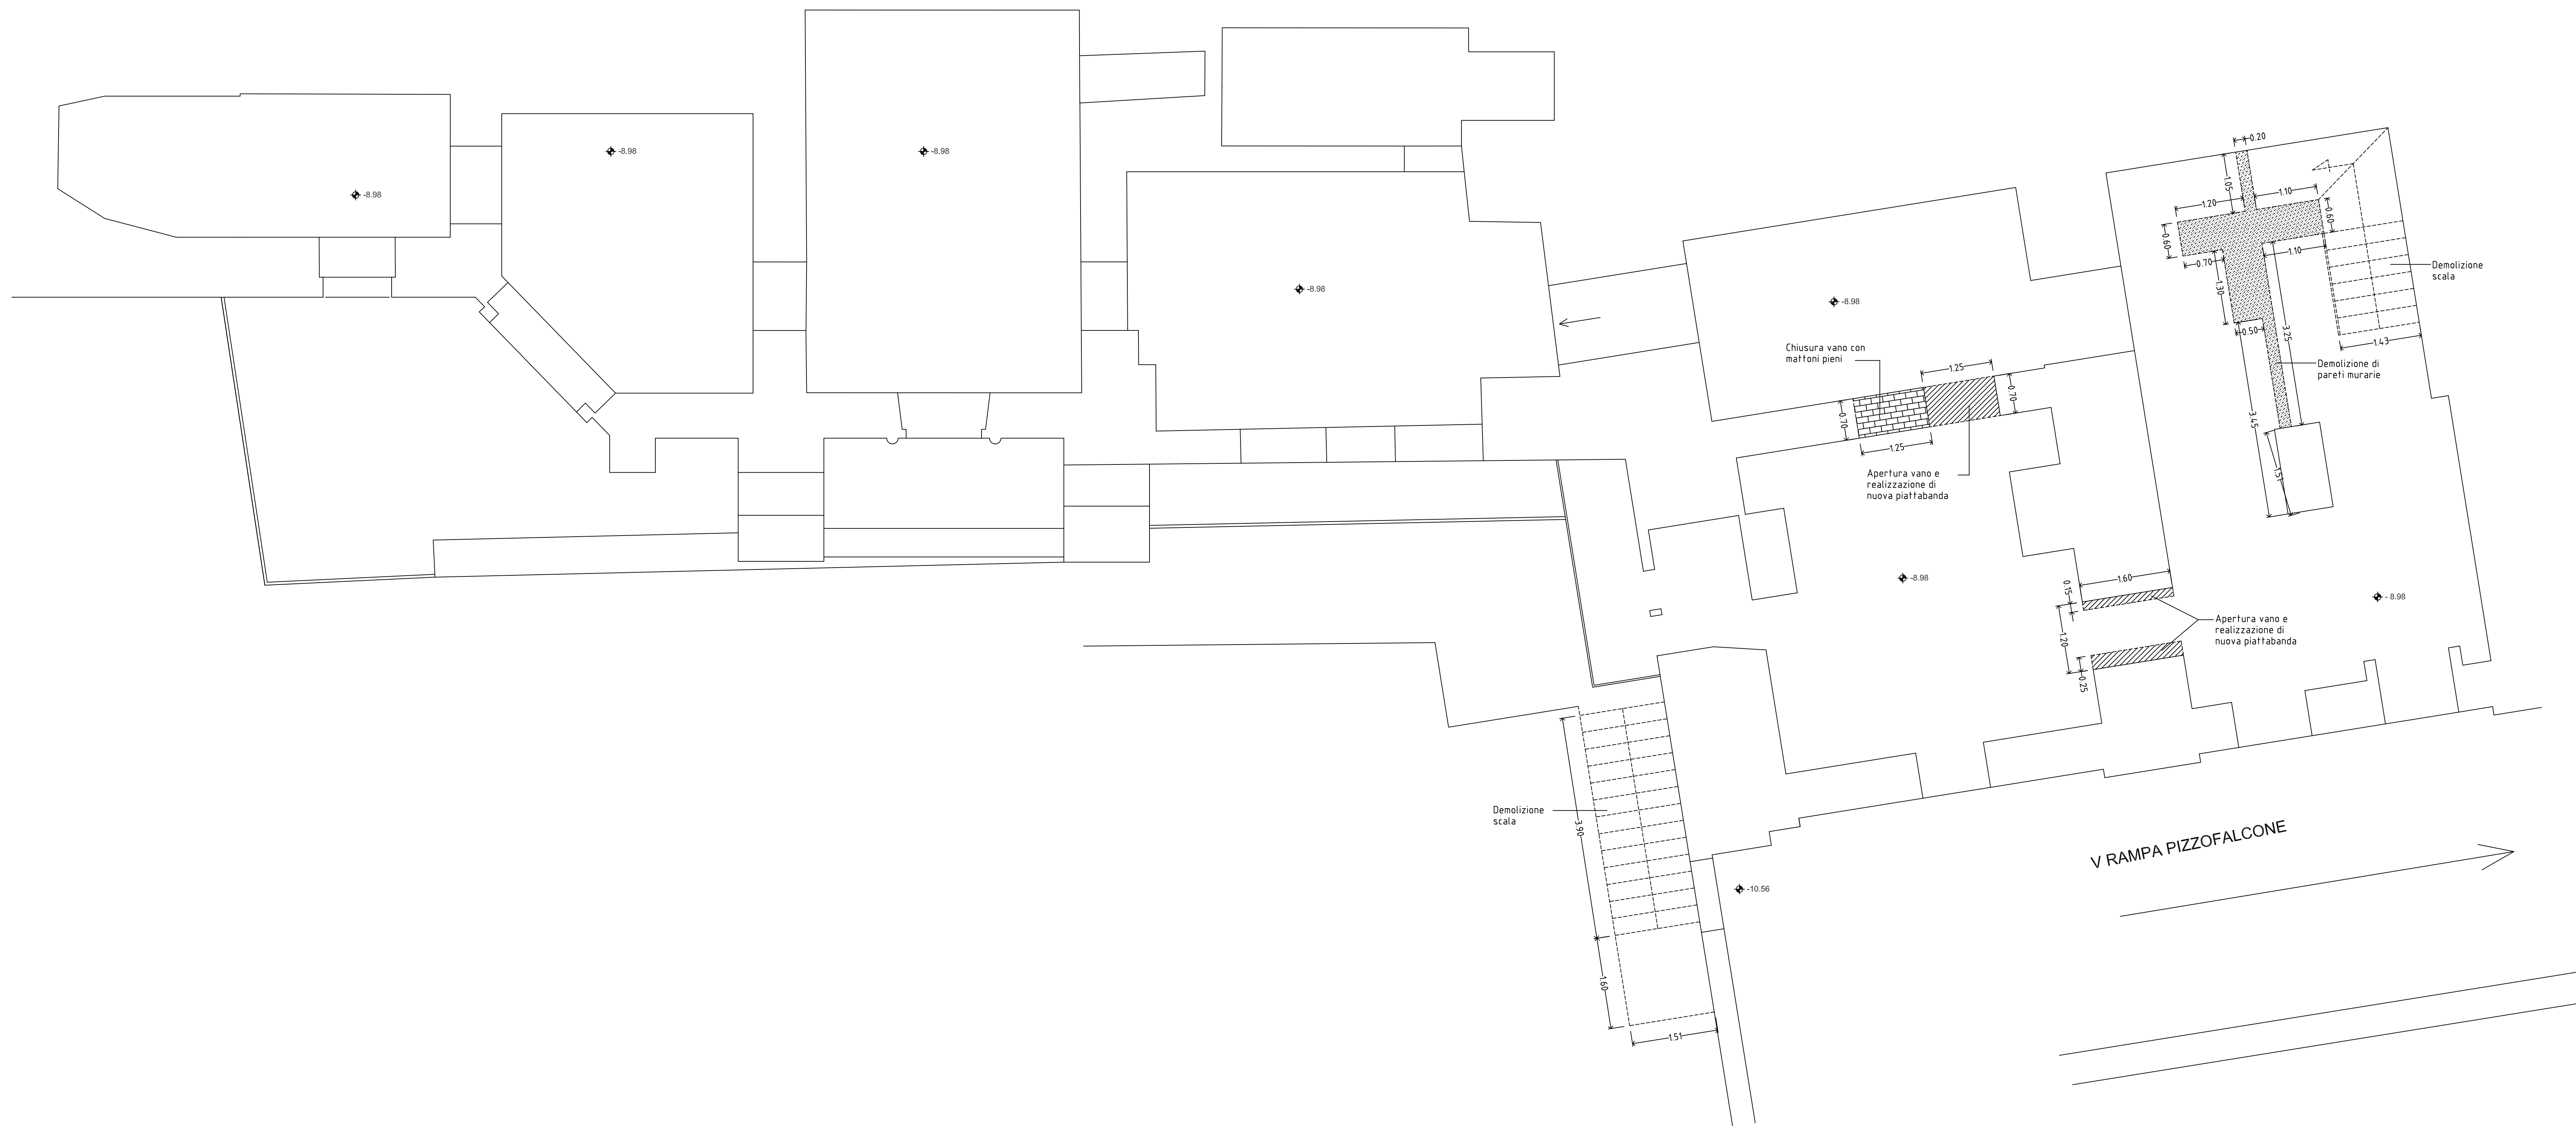 -8.98
-8.98
-8.98
-8.98
-8.98
Chiusura vano con
mattoni pieni
1.25
0.70
0.70
1.25
Apertura vano e
realizzazione di
nuova piattabanda
-8.98
0.20
1.05
1.10
1.20
0.60
0.60
1.10
0.70
1.30
0.50
3.25
1.43
Demolizione
scala
Demolizione di
pareti murarie
3.45
1.51
1.60
0.15
1.20
0.25
Apertura vano e
realizzazione di
nuova piattabanda
- 8.98
Demolizione
scala
3.90
1.60
1.51
-10.56
V RAMPA PIZZOFALCONE